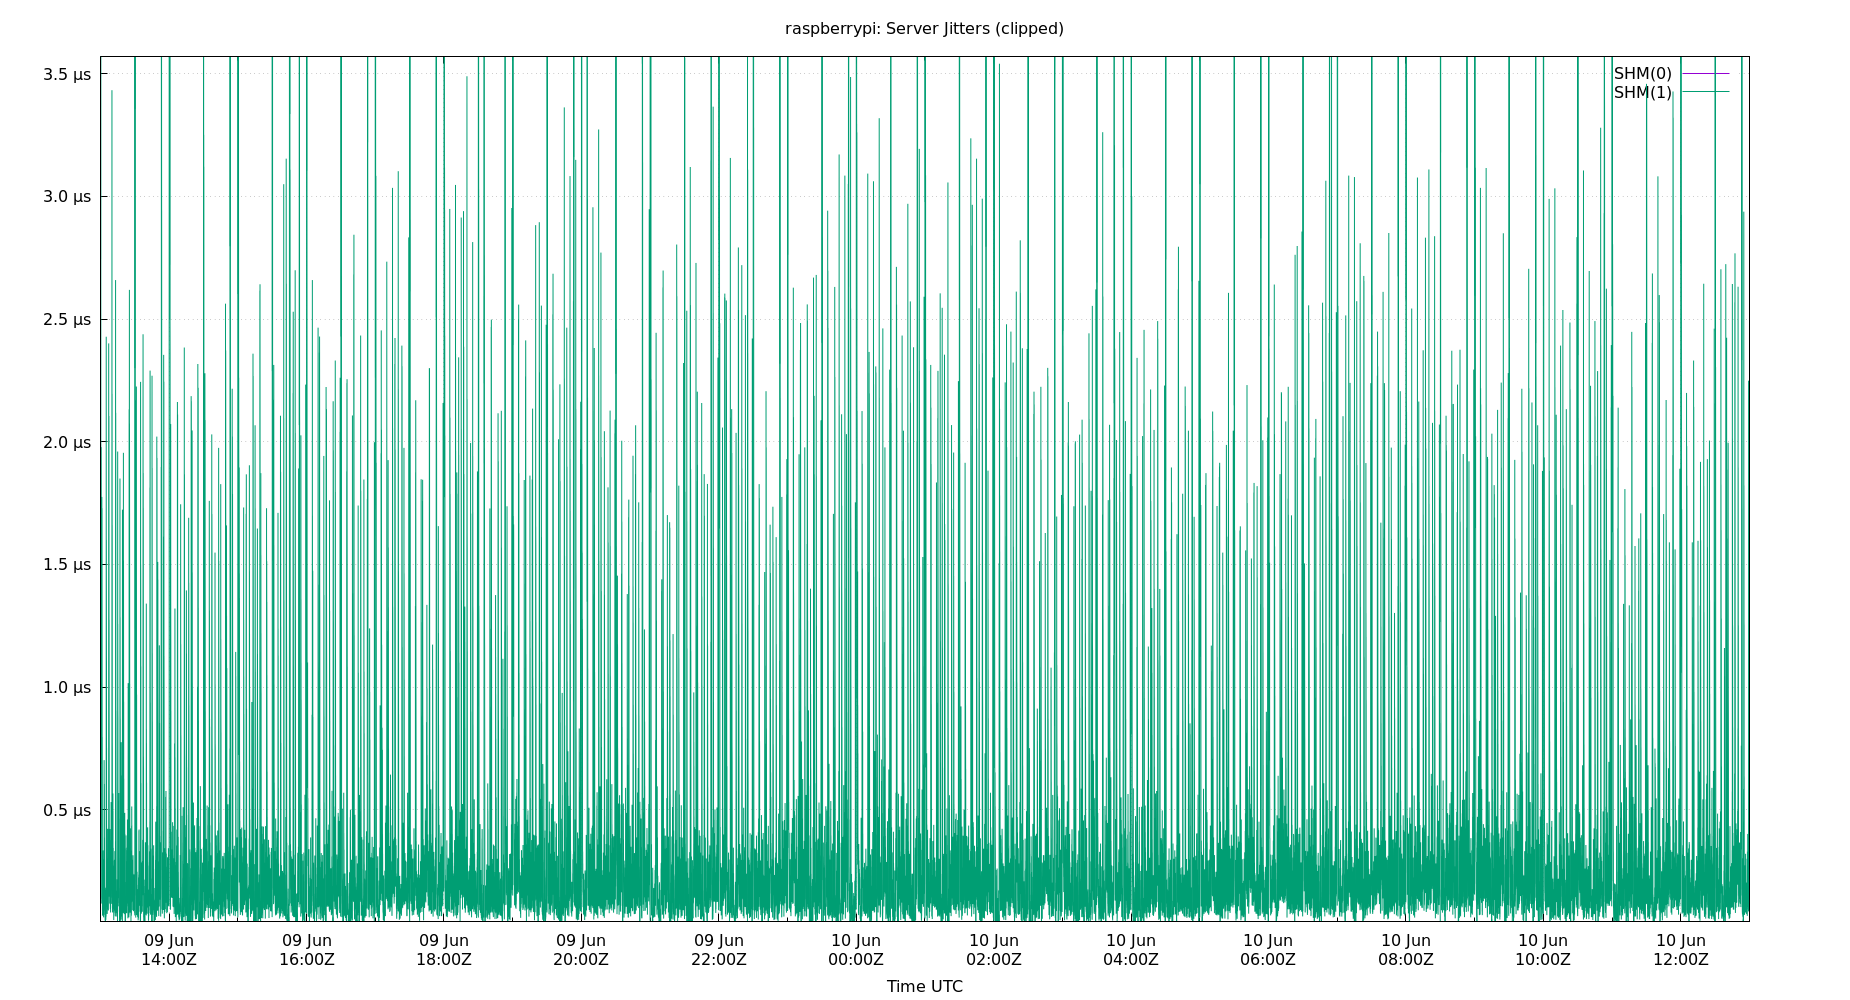 raspberrypi: Server Jitters (clipped)
3.5 µs
3.0 µs
2.5 µs
2.0 µs
1.5 µs
1.0 µs
0.5 µs
SHM(0)
SHM(1)
09 Jun 09 Jun 09 Jun 09 Jun 09 Jun 10 Jun 10 Jun 10 Jun 10 Jun 10 Jun 10 Jun 10 Jun
14:00Z 16:00Z 18:00Z 20:00Z 22:00Z 00:00Z 02:00Z 04:00Z 06:00Z 08:00Z 10:00Z 12:00Z
Time UTC